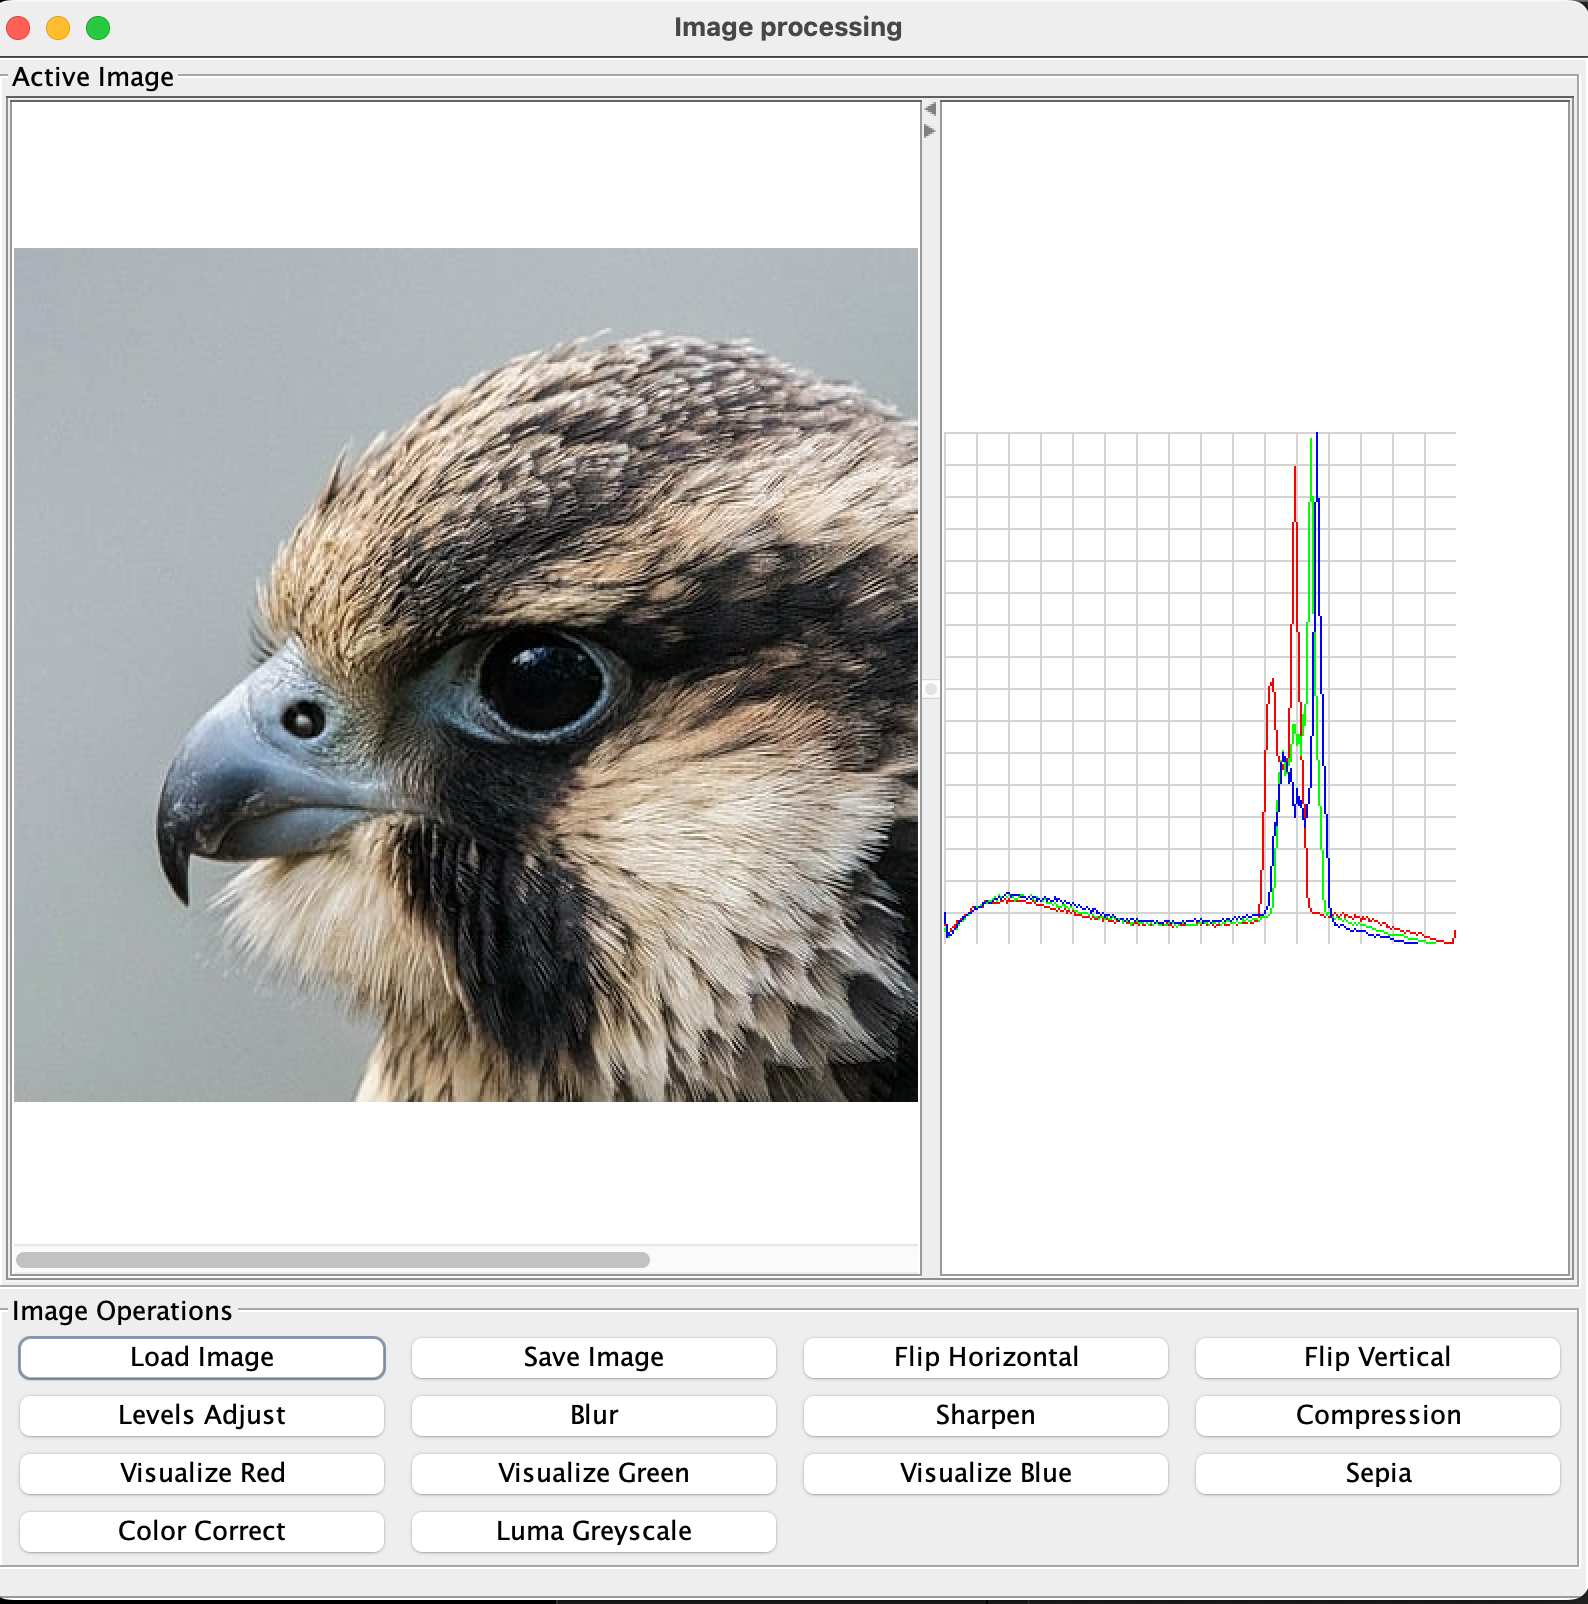 Image processing
Active Image
Image Operations
Load Image
Save Image
Flip Horizontal
Flip Vertical
Levels Adjust
Blur
Sharpen
Compression
Visualize Red
Visualize Green
Visualize Blue
Sepia
Color Correct
Luma Greyscale